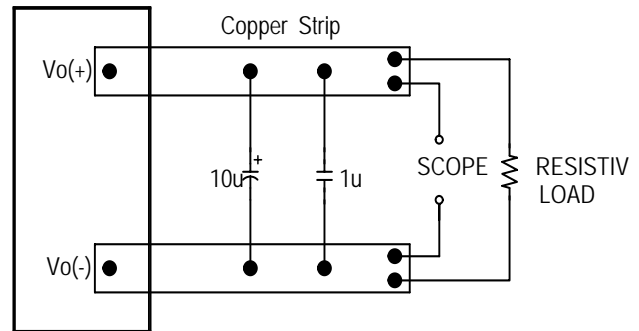 Copper Strip
Vo(+)
+
10u
1u
SCOPE
RESISTIV
LOAD
Vo(-)